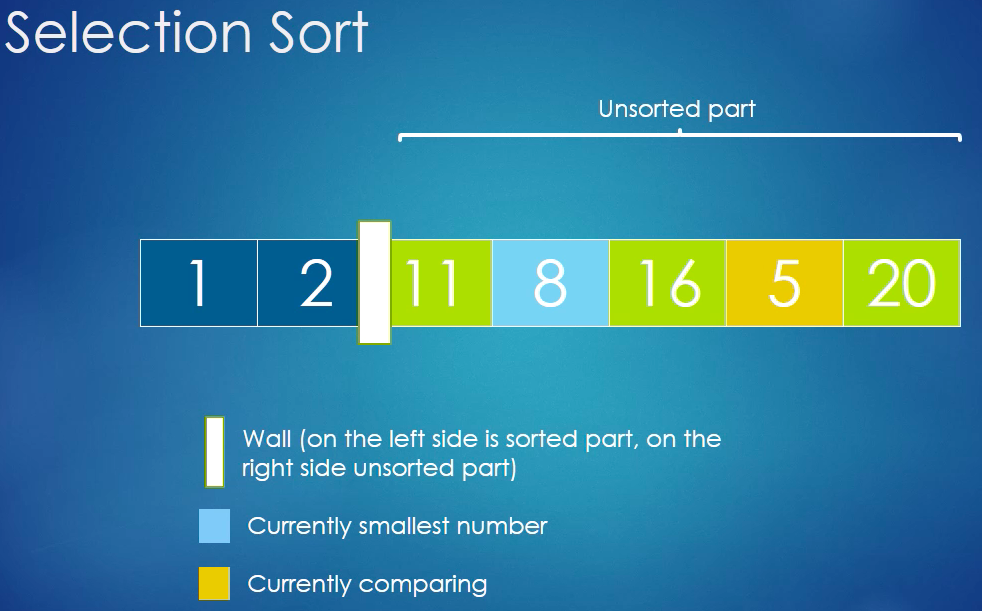 Selection Sort
Unsorted part
1 2 11 8 16 5 20
Wall (on the left side is sorted part, on the
right side unsorted part)
Currently smallest number
Currently comparing